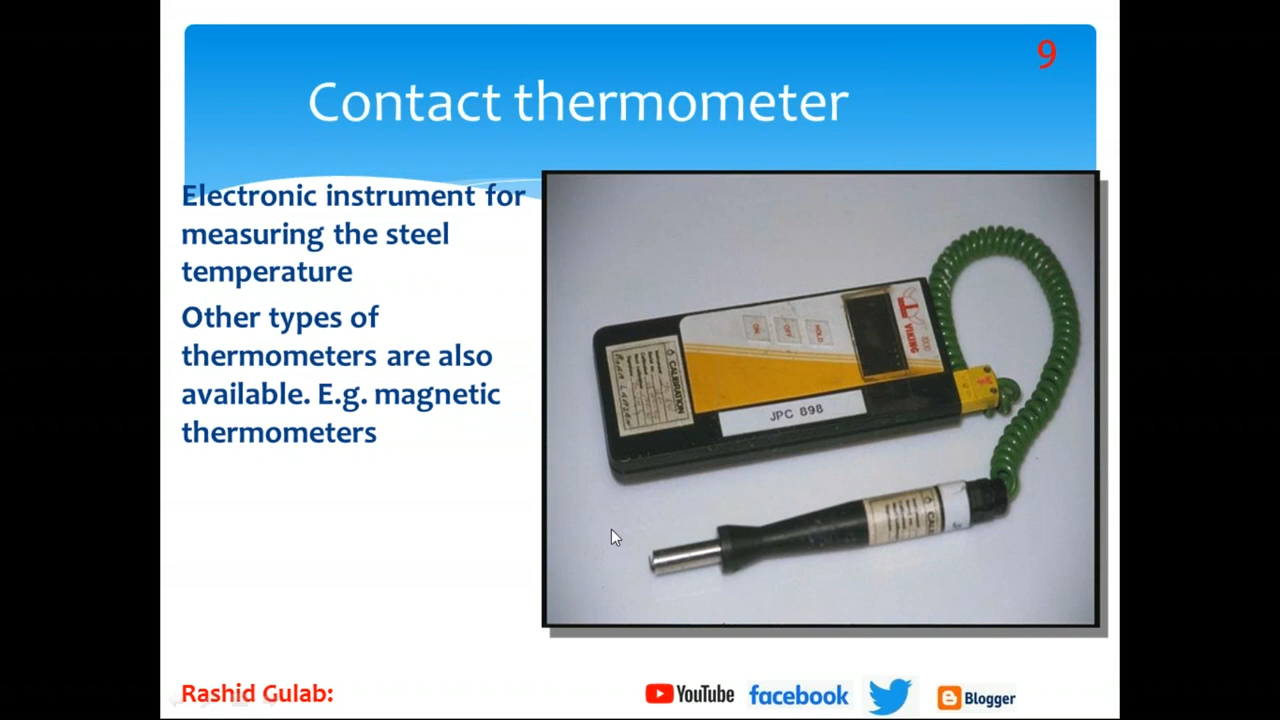 9
Contact thermometer
Electronic instrument for
measuring the steel
temperature
Other types of
thermometers are also
available. E.g. magnetic
thermometers
ON
OFF
HOLD
VIKING
CALIBRATION
JPC 898
Rashid Gulab:
YouTube
facebook
Blogger